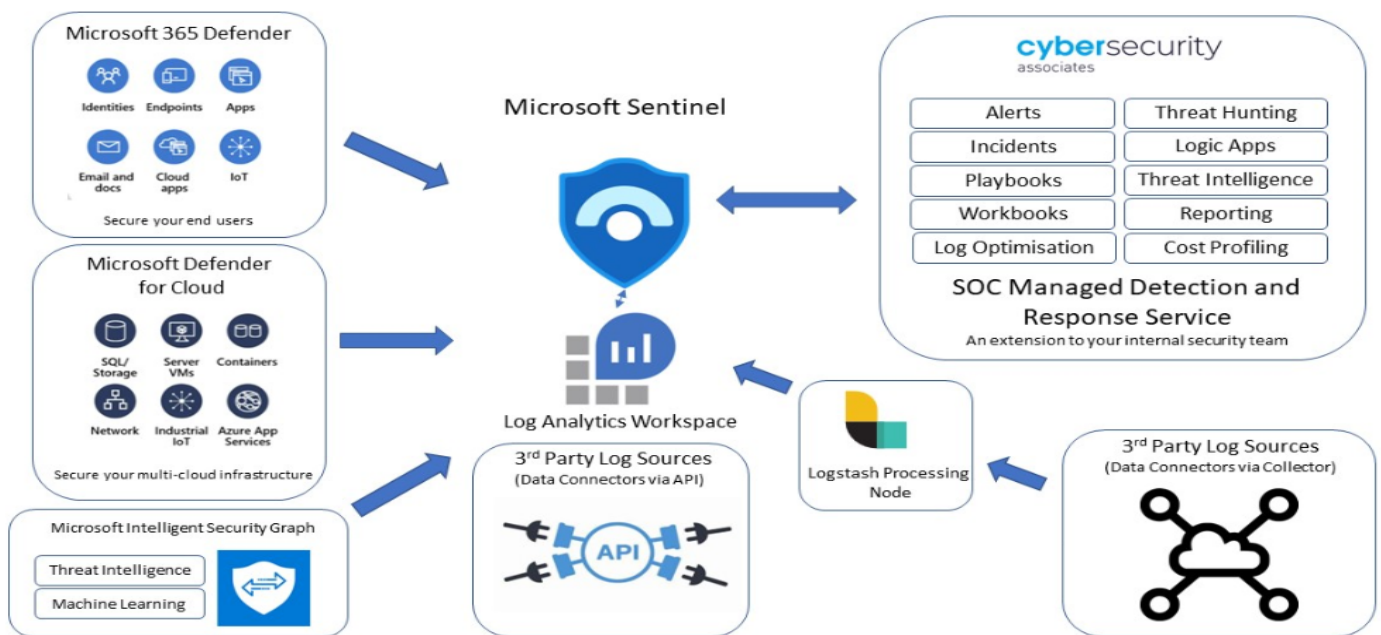 Microsoft 365 Defender
Identities Endpoints Apps
Email and docs Cloud apps IoT
Secure your end users
Microsoft Defender
for Cloud
SQL/
Storage
Server
VMs
Containers
Network
Industrial
IoT
Azure App
Services
Secure your multi-cloud infrastructure
Microsoft Intelligent Security Graph
Threat Intelligence
Machine Learning
Microsoft Sentinel
Log Analytics Workspace
3rd Party Log Sources
(Data Connectors via API)
API
Logstash Processing
Node
3rd Party Log Sources
(Data Connectors via Collector)
cybersecurity
associates
Alerts
Threat Hunting
Incidents
Logic Apps
Playbooks
Threat Intelligence
Workbooks
Reporting
Log Optimisation
Cost Profiling
SOC Managed Detection and
Response Service
An extension to your internal security team